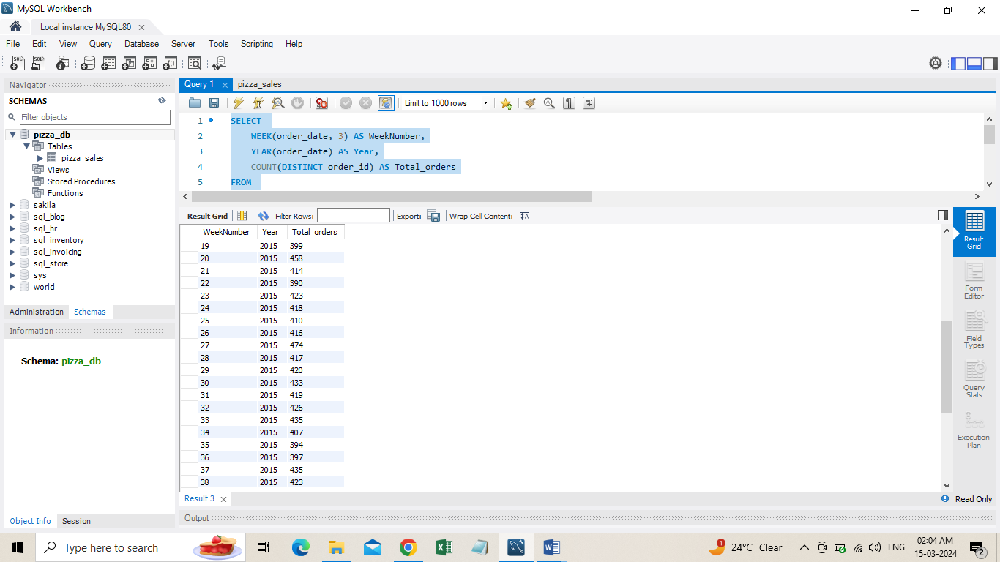 MySQL Workbench
Local instance MySQL80
File Edit View Query Database Server Tools Scripting Help
Navigator
SCHEMAS
Filter objects
pizza_db
Tables
pizza_sales
Views
Stored Procedures
Functions
sakila
sql_blog
sql_hr
sql_inventory
sql_invoicing
sql_store
sys
world
Administration Schemas
Information
Schema: pizza_db
Object Info Session
Query 1 pizza_sales
Limit to 1000 rows
1 SELECT
2 WEEK(order_date, 3) AS WeekNumber,
3 YEAR(order_date) AS Year,
4 COUNT(DISTINCT order_id) AS Total_orders
5 FROM
Result Grid Filter Rows: Export: Wrap Cell Content:
WeekNumber Year Total_orders
19 2015 399
20 2015 458
21 2015 414
22 2015 390
23 2015 423
24 2015 418
25 2015 410
26 2015 416
27 2015 474
28 2015 417
29 2015 420
30 2015 433
31 2015 419
32 2015 426
33 2015 435
34 2015 407
35 2015 394
36 2015 397
37 2015 435
38 2015 423
Result Grid
Form Editor
Field Types
Query Stats
Execution Plan
Result 3 Read Only
Output
Type here to search
1 24°C Clear ENG 02:04 AM
15-03-2024 2